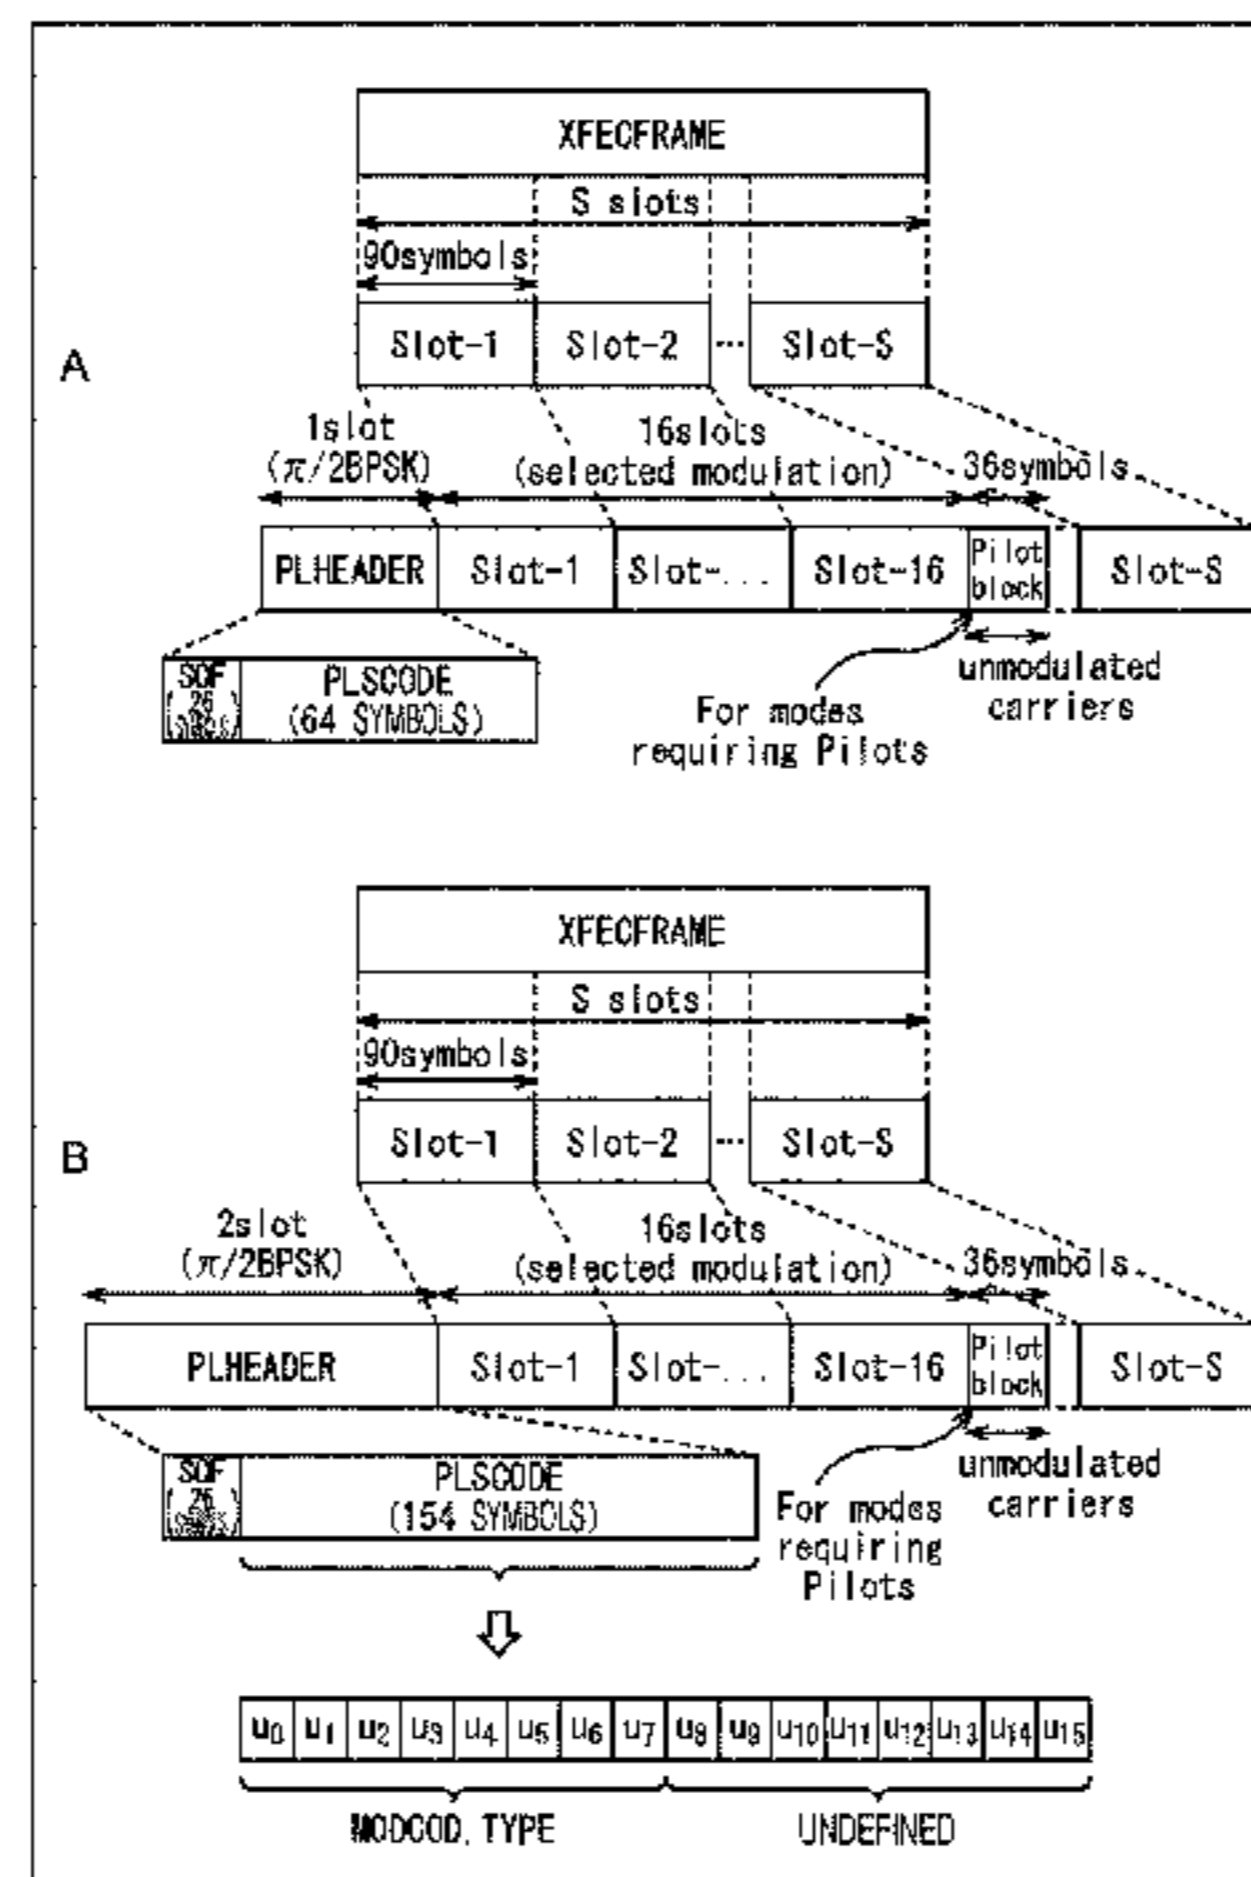 XFECFRAME
S slots
90symbols
Slot-1 Slot-2 ... Slot-S
A
1slot
(π/2BPSK)
16slots
(selected modulation)
36symbols
PLHEADER Slot-1 Slot-... Slot-16 Pilot block Slot-S
SOF
26
PLSCODE
(64 SYMBOLS)
For modes
requiring Pilots
unmodulated
carriers
XFECFRAME
S slots
90symbols
Slot-1 Slot-2 ... Slot-S
B
2slot
(π/2BPSK)
16slots
(selected modulation)
36symbols
PLHEADER Slot-1 Slot-... Slot-16 Pilot block Slot-S
SOF
26
PLSCODE
(154 SYMBOLS)
For modes
requiring
Pilots
unmodulated
carriers
u0 u1 u2 u3 u4 u5 u6 u7 u8 u9 u10 u11 u12 u13 u14 u15
MODCOD, TYPE UNDEFINED